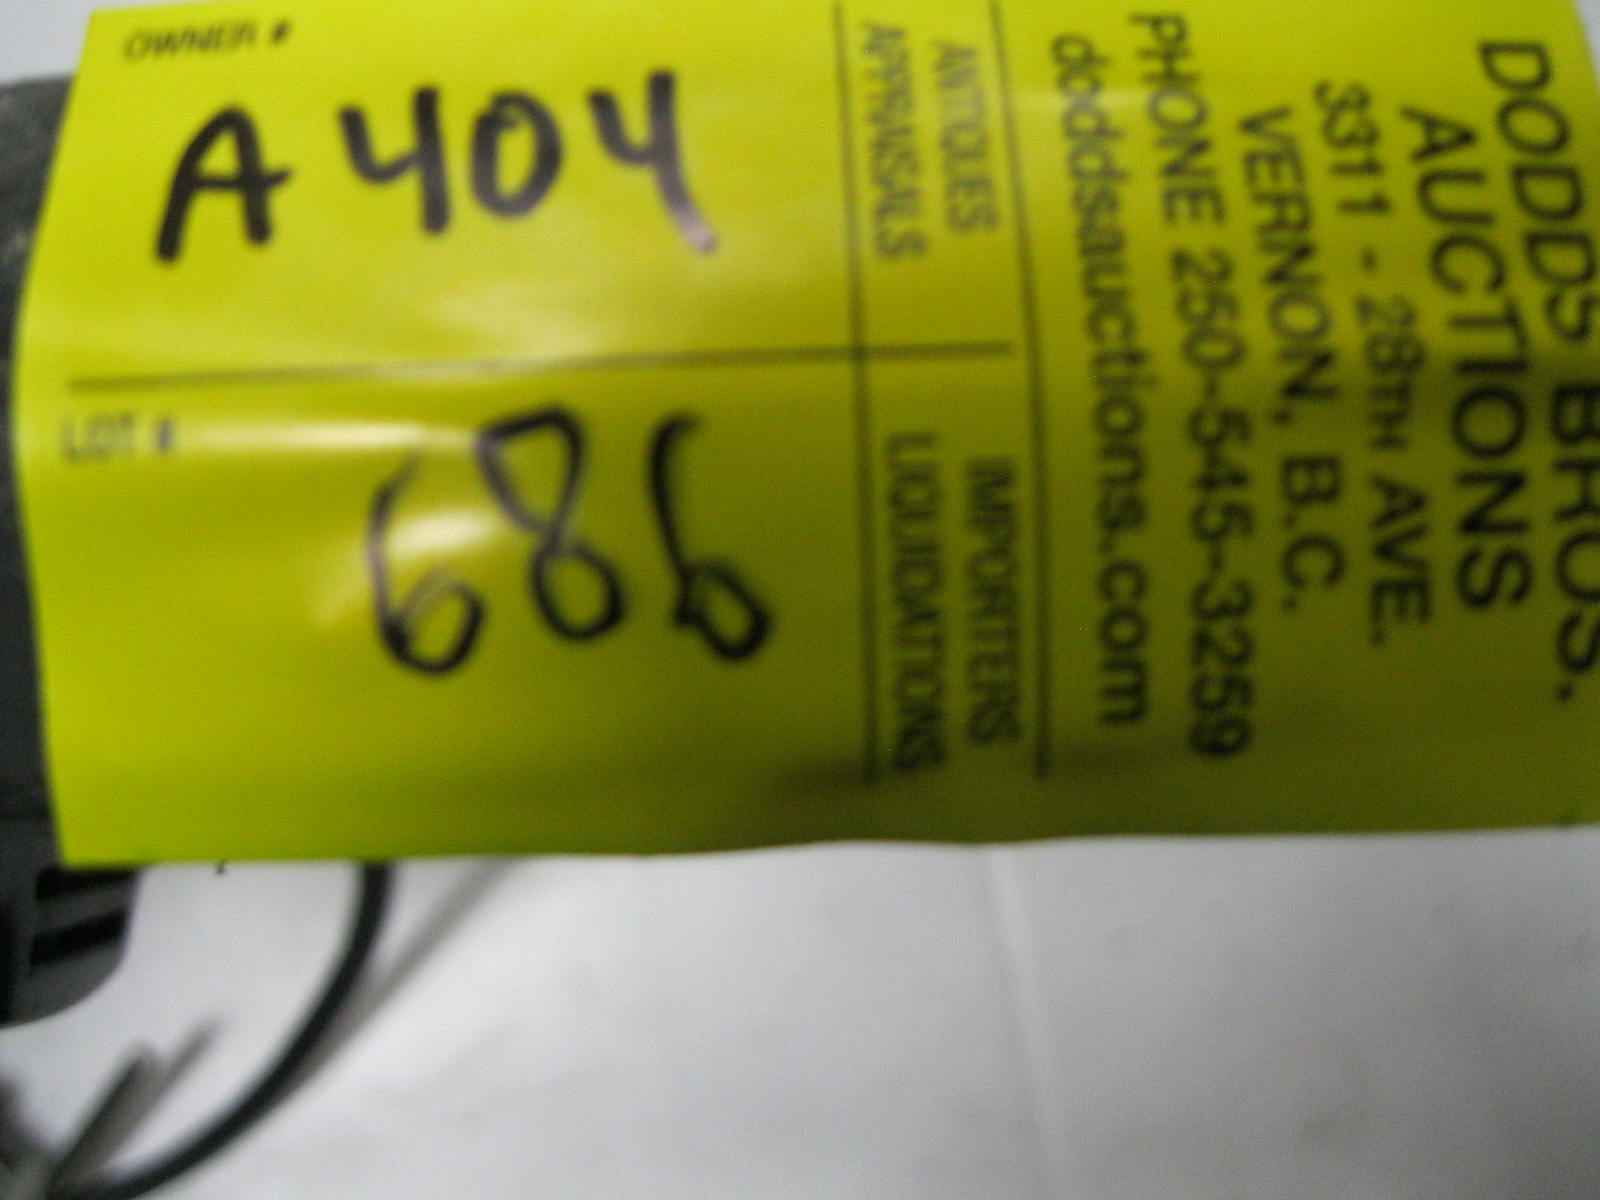 OWNER #
A404
LOT #
686
DODDS BROS.
AUCTIONS
3311 - 28TH AVE.
VERNON, B.C.
PHONE 250-545-3259
doddsauctions.com
ANTIQUES
APPRAISALS
IMPORTERS
LIQUIDATIONS